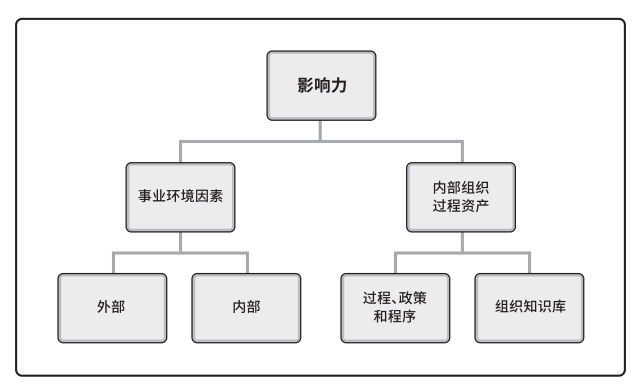 影响力
事业环境因素
内部组织
过程资产
外部
内部
过程、政策
和程序
组织知识库